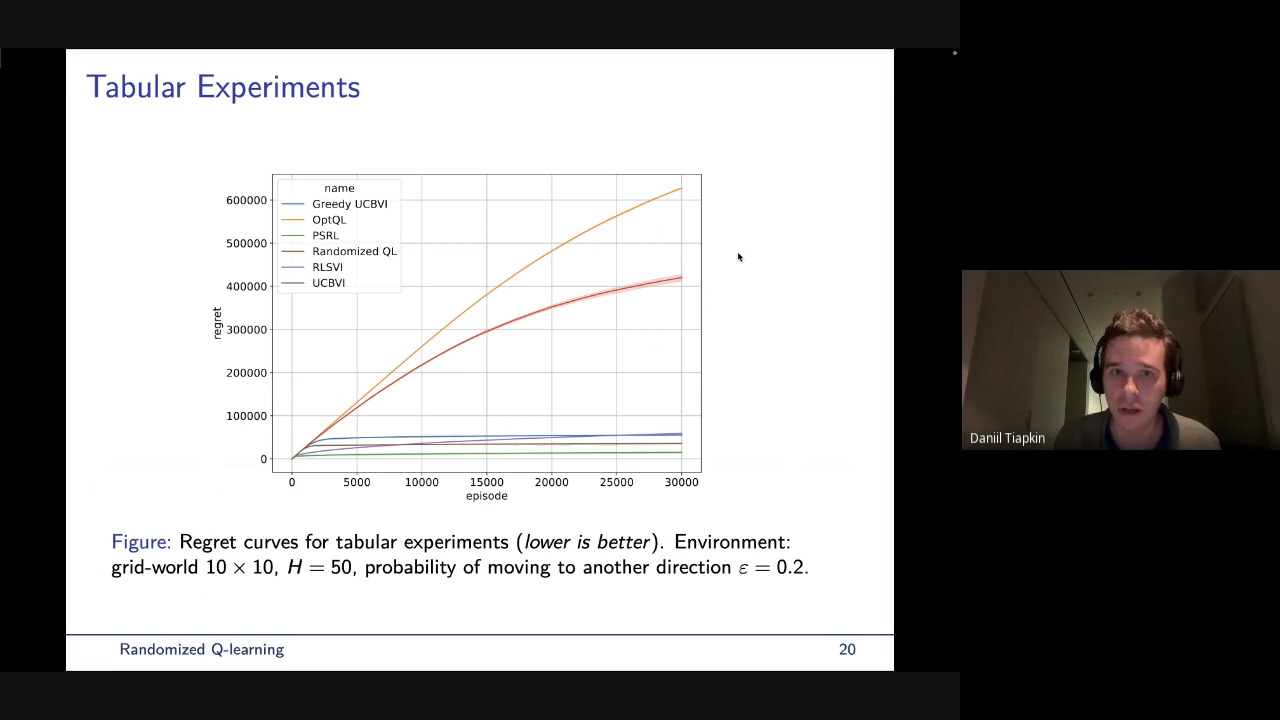 Tabular Experiments
name
Greedy UCBVI
OptQL
PSRL
Randomized QL
RLSVI
UCBVI
600000
500000
400000
300000
200000
100000
0
regret
0 5000 10000 15000 20000 25000 30000
episode
Figure: Regret curves for tabular experiments (lower is better). Environment:
grid-world 10 × 10, H = 50, probability of moving to another direction ε = 0.2.
Randomized Q-learning 20
Daniil Tiapkin